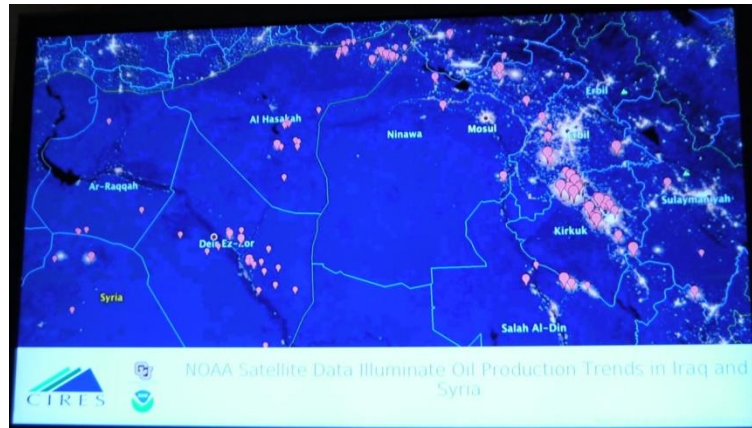 Erbil
Al Hasakah
Ninawa
Mosul
Erbil
Ar-Raqqah
Sulaymaniyah
Kirkuk
Deir Ez-Zor
Syria
Salah Al-Din
NOAA Satellite Data Illuminate Oil Production Trends in Iraq and
Syria
CIRES